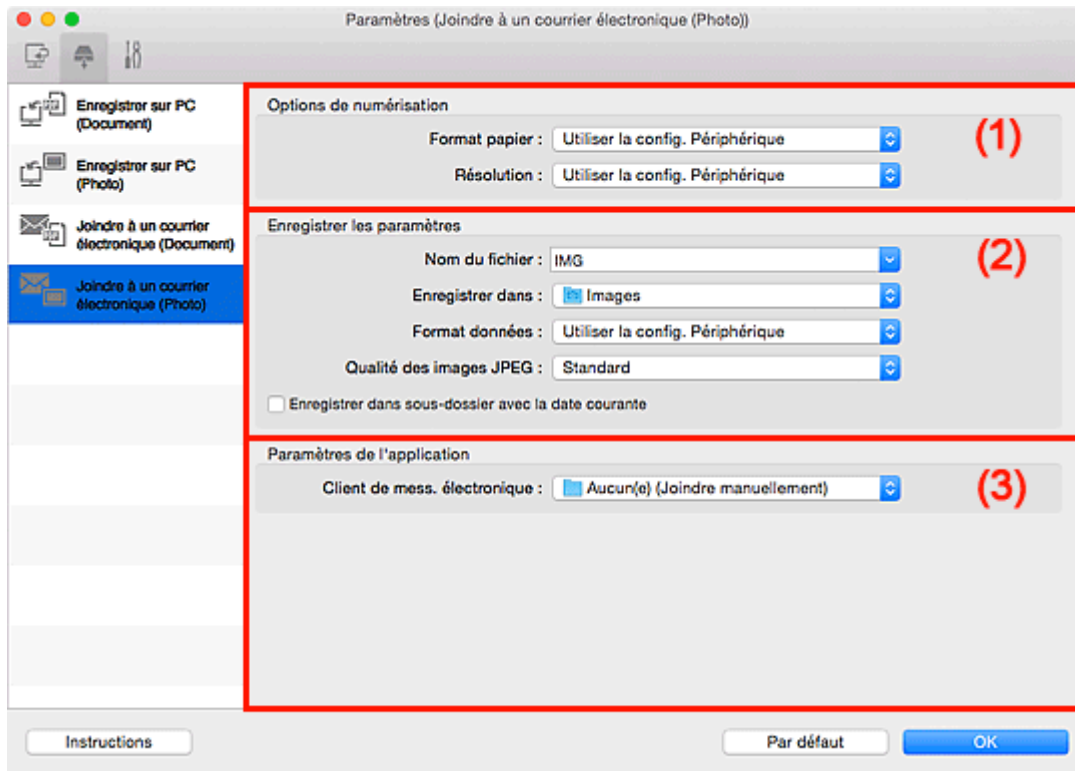 Paramètres (Joindre à un courrier électronique (Photo))
Enregistrer sur PC
(Document)
Enregistrer sur PC
(Photo)
Joindre à un courrier
électronique (Document)
Joindre à un courrier
électronique (Photo)
Options de numérisation
(1)
Format papier : Utiliser la config. Périphérique
Résolution : Utiliser la config. Périphérique
Enregistrer les paramètres
(2)
Nom du fichier : IMG
Enregistrer dans : Images
Format données : Utiliser la config. Périphérique
Qualité des images JPEG : Standard
Enregistrer dans sous-dossier avec la date courante
Paramètres de l'application
(3)
Client de mess. électronique : Aucun(e) (Joindre manuellement)
Instructions
Par défaut
OK